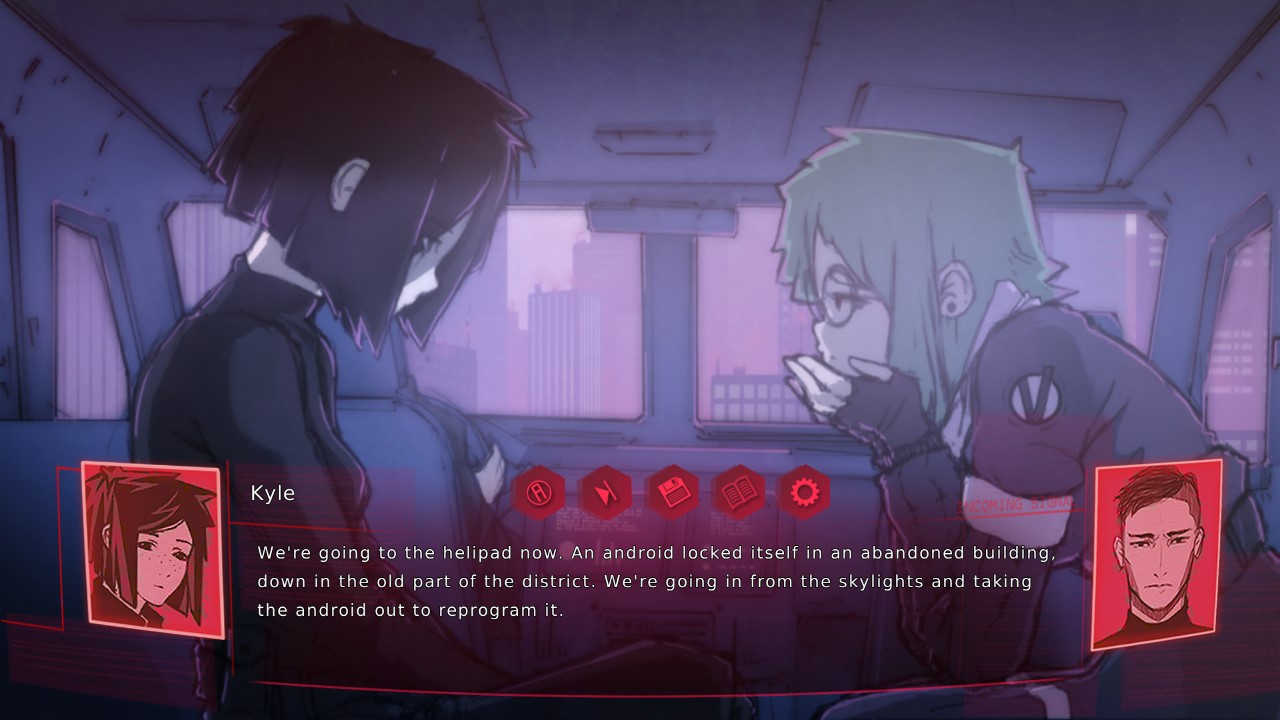 Kyle
INCOMING SIGNAL
We're going to the helipad now. An android locked itself in an abandoned building,
down in the old part of the district. We're going in from the skylights and taking
the android out to reprogram it.